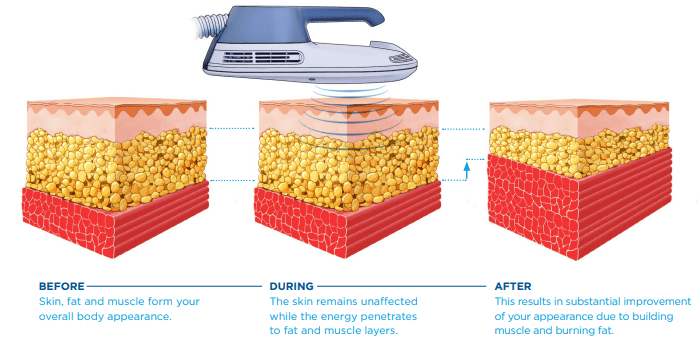 BEFORE
Skin, fat and muscle form your
overall body appearance.
DURING
The skin remains unaffected
while the energy penetrates
to fat and muscle layers.
AFTER
This results in substantial improvement
of your appearance due to building
muscle and burning fat.